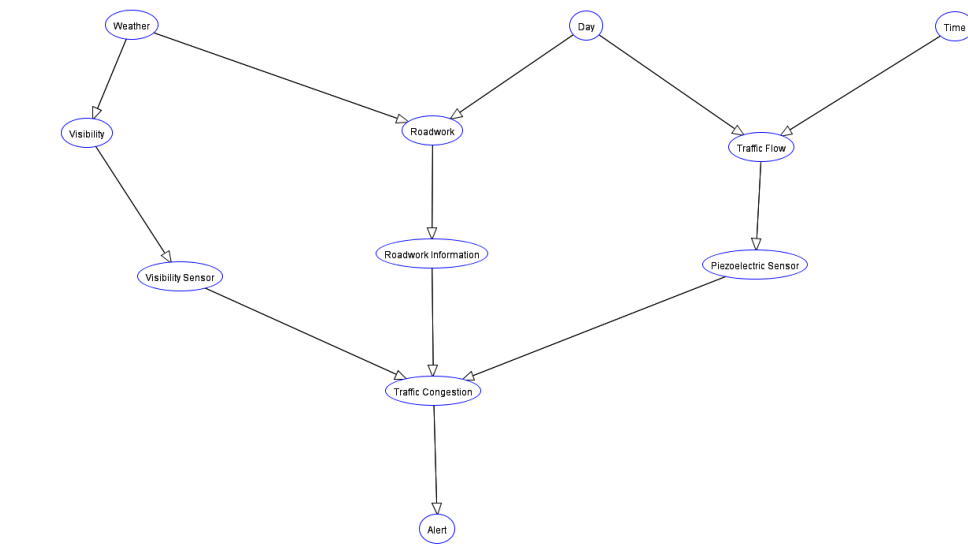 Weather
Day
Time
Visibility
Roadwork
Traffic Flow
Roadwork Information
Piezoelectric Sensor
Visibility Sensor
Traffic Congestion
Alert